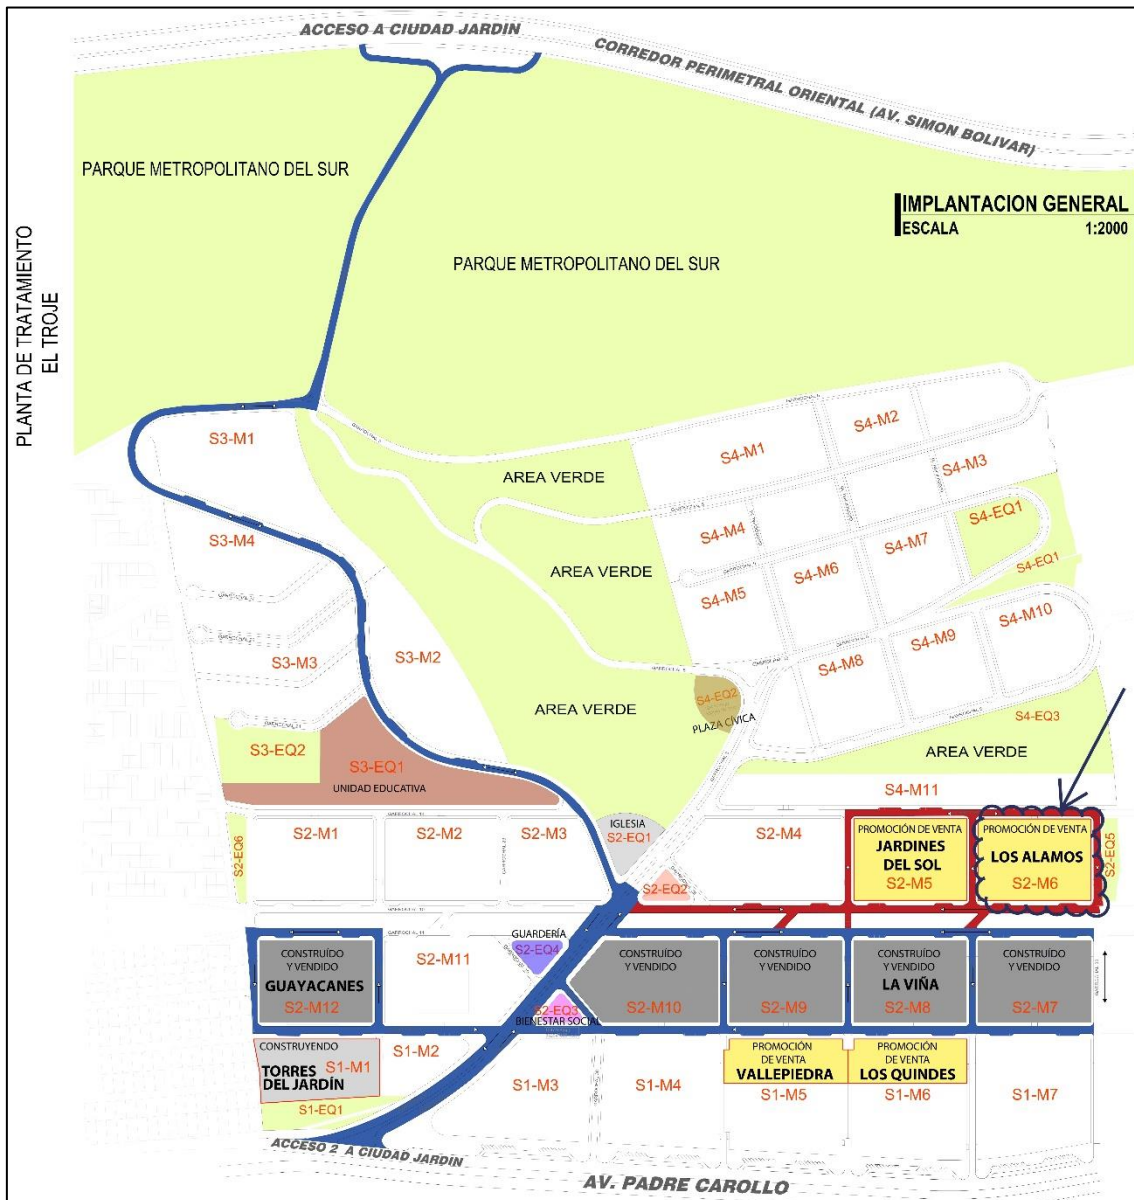 ACCESO A CIUDAD JARDIN
CORREDOR PERIMETRAL ORIENTAL (AV. SIMON BOLIVAR)
PARQUE METROPOLITANO DEL SUR
IMPLANTACION GENERAL
ESCALA 1:2000
PLANTA DE TRATAMIENTO
EL TROJE
PARQUE METROPOLITANO DEL SUR
S3-M1
AREA VERDE
S4-M1
S4-M2
S4-M3
S3-M4
S4-M4
S4-M7
S4-EQ1
S4-EQ1
AREA VERDE
S4-M5
S4-M6
S3-M3
S3-M2
S4-M8
S4-M9
S4-M10
S4-EQ2
PLAZA CÍVICA
AREA VERDE
S4-EQ3
AREA VERDE
S3-EQ2
S3-EQ1
UNIDAD EDUCATIVA
S4-M11
S2-EQ6
S2-M1
S2-M2
S2-M3
IGLESIA
S2-EQ1
S2-M4
PROMOCIÓN DE VENTA
JARDINES
DEL SOL
S2-M5
PROMOCIÓN DE VENTA
LOS ALAMOS
S2-M6
S2-EQ5
S2-EQ2
GUARDERÍA
S2-EQ4
CONSTRUÍDO
Y VENDIDO
GUAYACANES
S2-M12
S2-M11
CONSTRUÍDO
Y VENDIDO
S2-M10
CONSTRUÍDO
Y VENDIDO
S2-M9
CONSTRUÍDO
Y VENDIDO
LA VIÑA
S2-M8
CONSTRUÍDO
Y VENDIDO
S2-M7
S2-EQ3
BIENESTAR SOCIAL
CONSTRUYENDO
S1-M1
TORRES
DEL JARDÍN
S1-M2
S1-M3
S1-M4
PROMOCIÓN
DE VENTA
VALLEPIEDRA
S1-M5
PROMOCIÓN
DE VENTA
LOS QUINDES
S1-M6
S1-M7
S1-EQ1
ACCESO 2 A CIUDAD JARDÍN
AV. PADRE CAROLLO